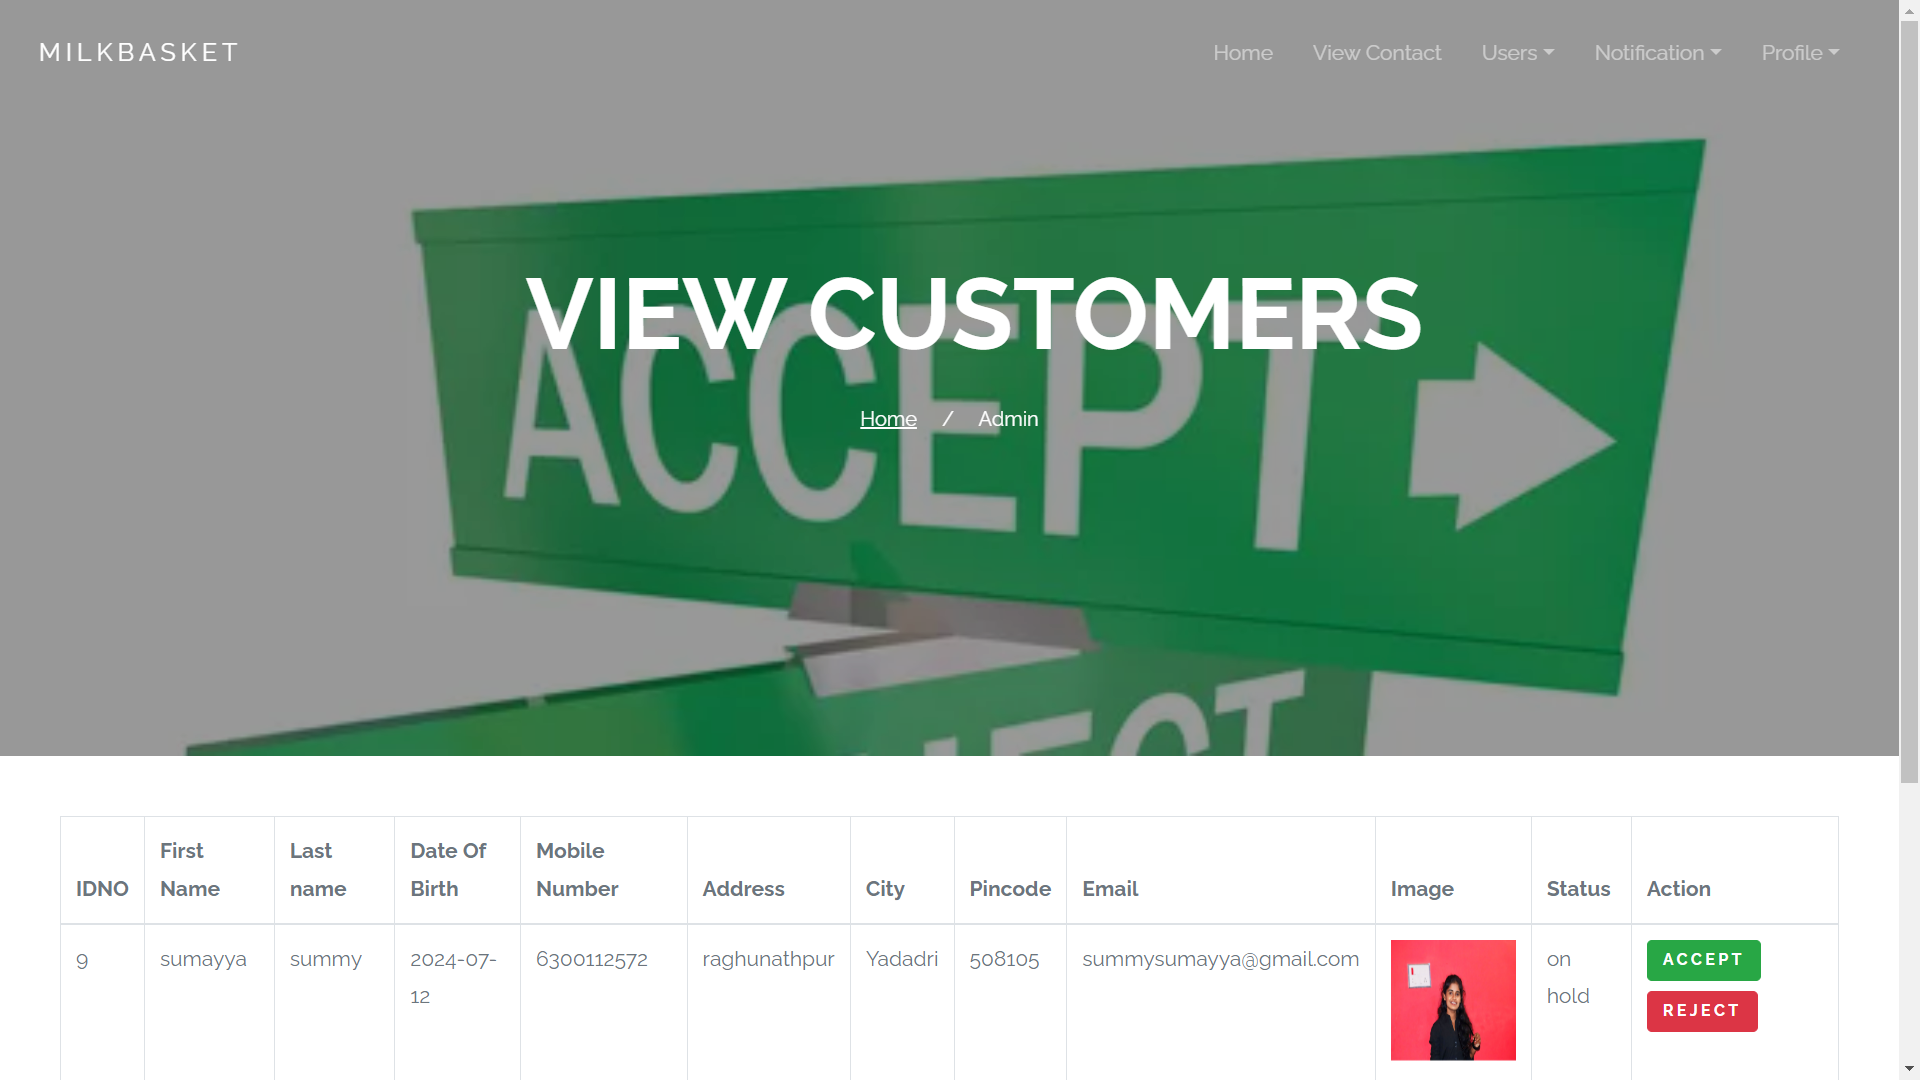 MILKBASKET
Home View Contact Users Notification Profile
VIEW CUSTOMERS
ACCEPT
Home / Admin
IDNO First Name Last name Date Of Birth Mobile Number Address City Pincode Email Image Status Action
9 sumayya summy 2024-07-12 6300112572 raghunathpur Yadadri 508105 summysumayya@gmail.com on hold ACCEPT
REJECT